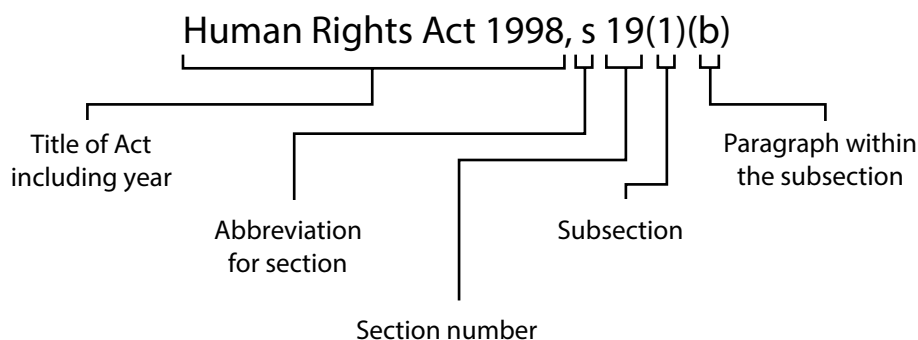 Human Rights Act 1998, s 19(1)(b)
Title of Act
including year
Paragraph within
the subsection
Abbreviation
for section
Subsection
Section number